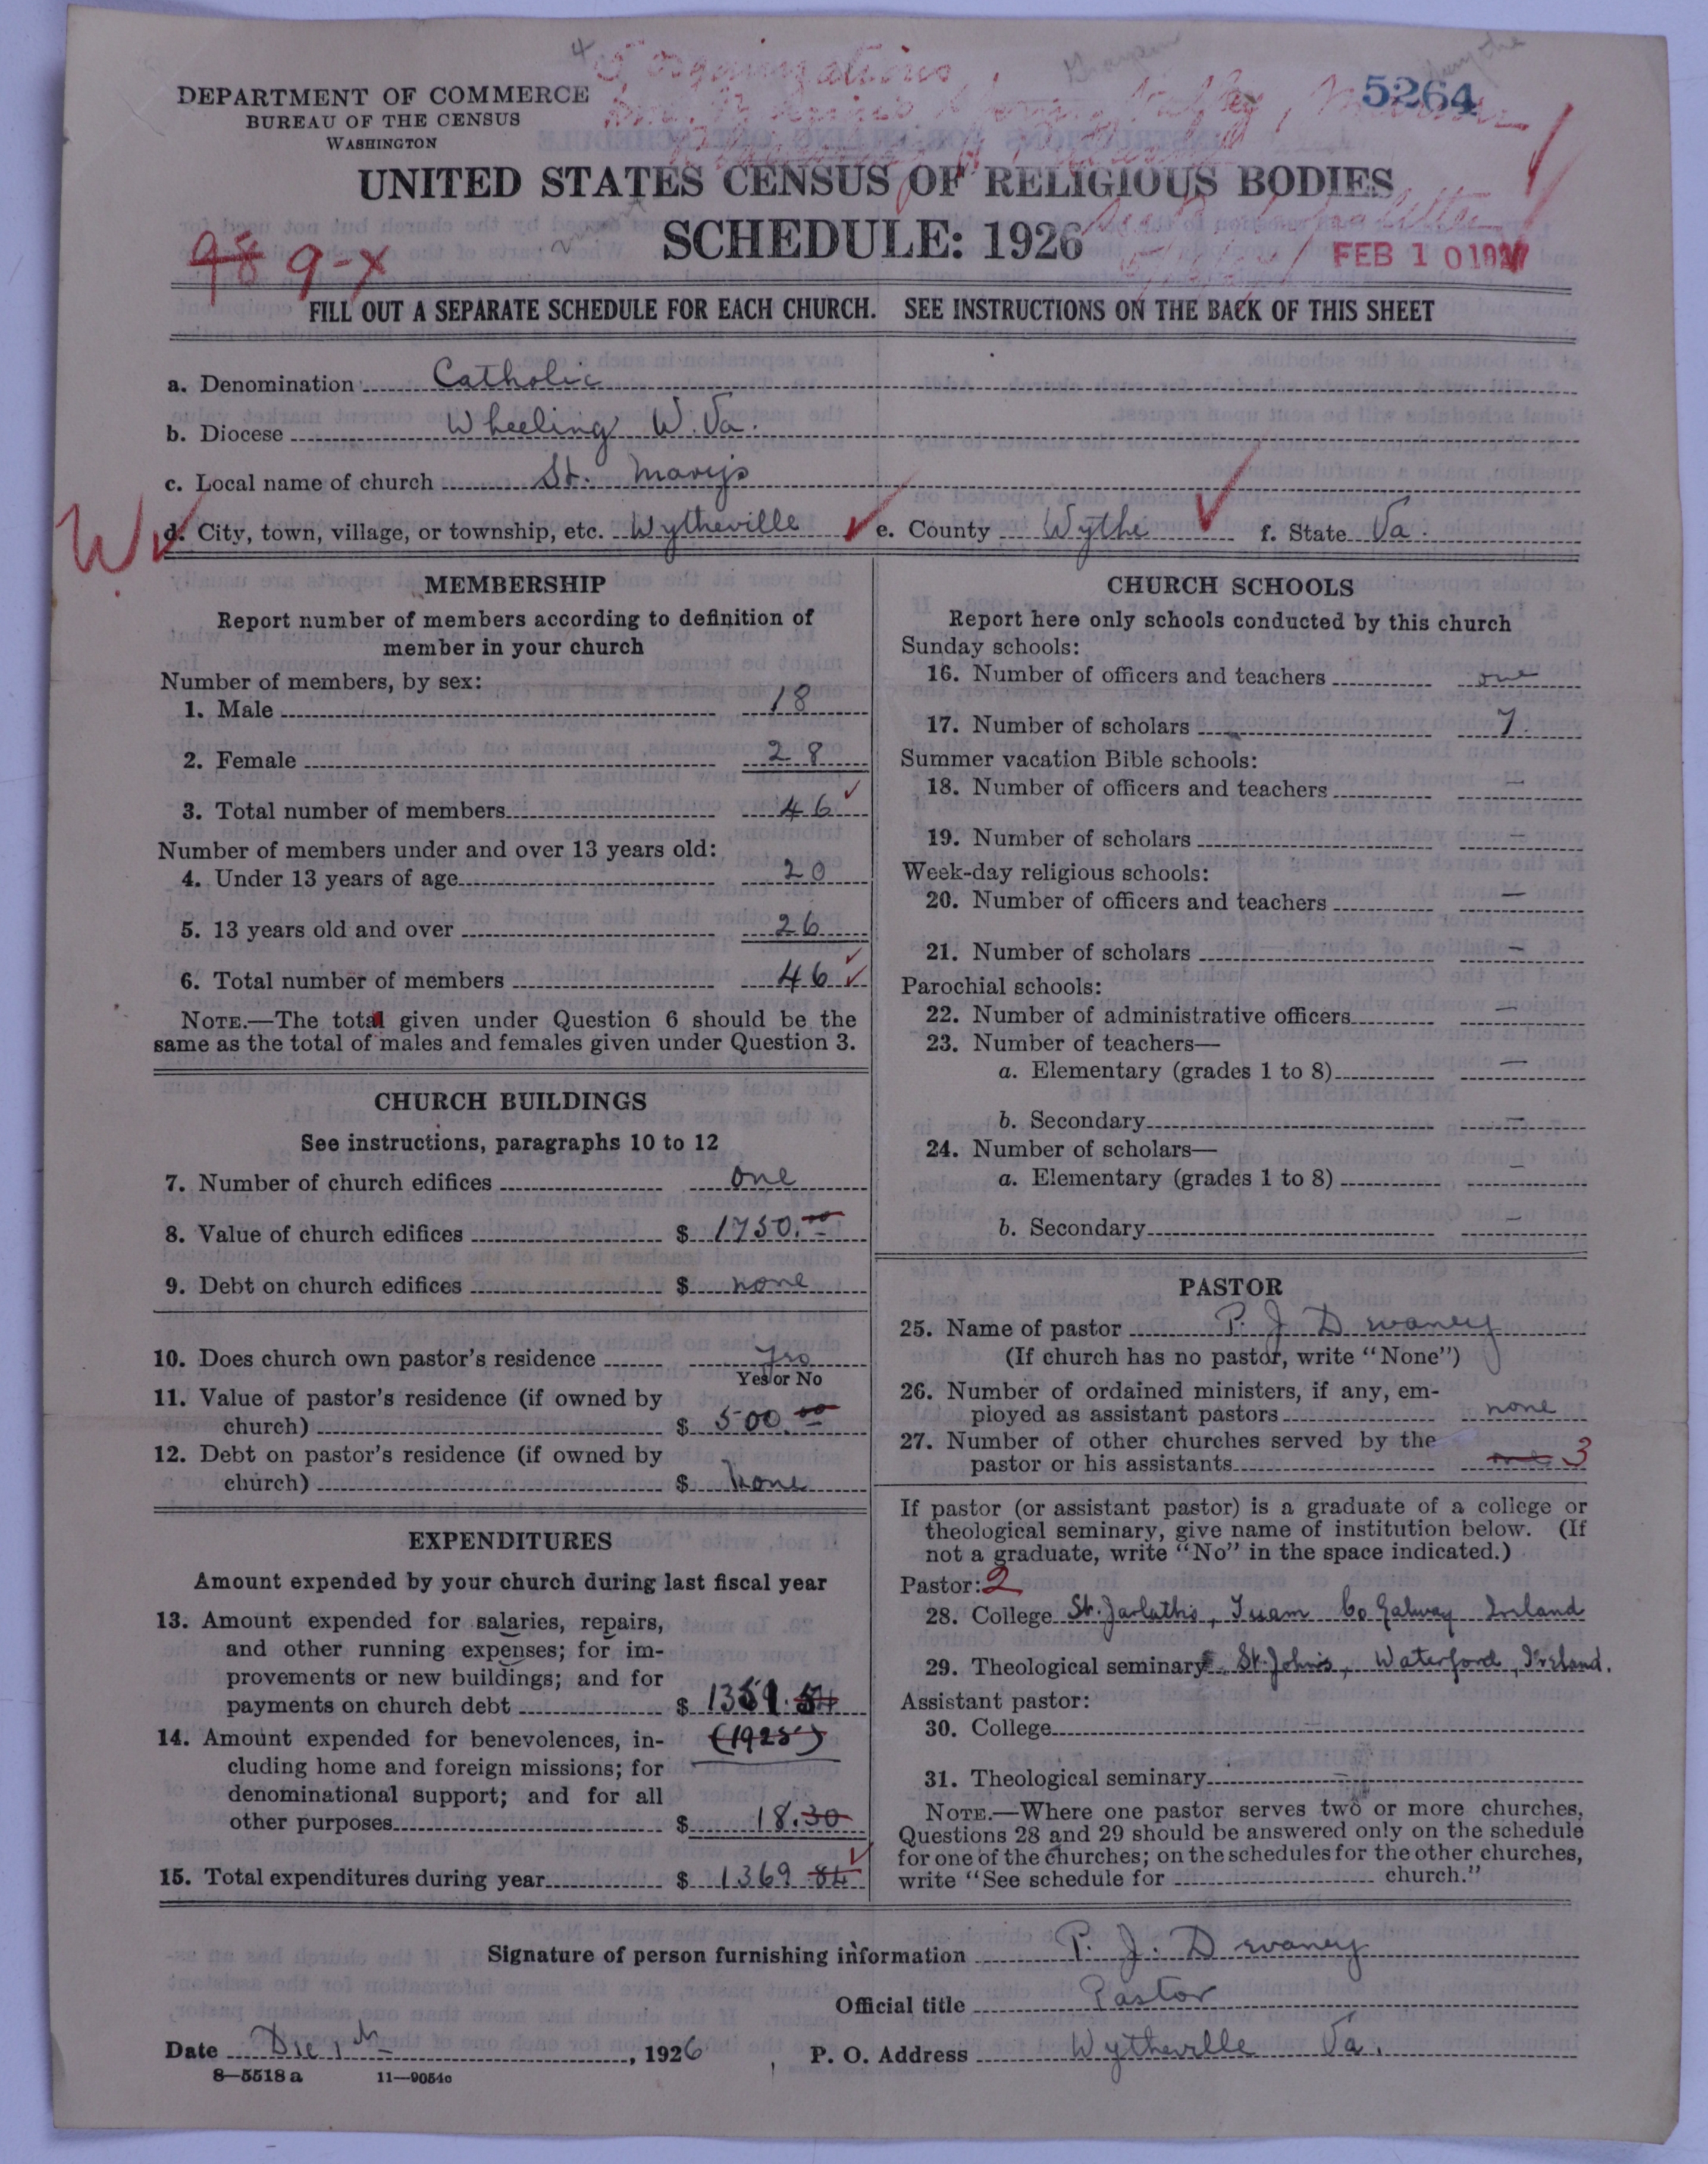 DEPARTMENT OF COMMERCE
BUREAU OF THE CENSUS
WASHINGTON
4
5 Organizations
5264
UNITED STATES CENSUS OF RELIGIOUS BODIES
SCHEDULE: 1926
98 9-X
FEB 10 1927
FILL OUT A SEPARATE SCHEDULE FOR EACH CHURCH. SEE INSTRUCTIONS ON THE BACK OF THIS SHEET
a. Denomination Catholic
b. Diocese Wheeling W. Va.
c. Local name of church St. Mary's
W
d. City, town, village, or township, etc. Wytheville e. County Wythe f. State Va.
MEMBERSHIP
Report number of members according to definition of
member in your church
Number of members, by sex:
1. Male 18
2. Female 28
3. Total number of members 46
Number of members under and over 13 years old:
4. Under 13 years of age 20
5. 13 years old and over 26
6. Total number of members 46
NOTE.—The total given under Question 6 should be the
same as the total of males and females given under Question 3.
CHURCH BUILDINGS
See instructions, paragraphs 10 to 12
7. Number of church edifices one
8. Value of church edifices $ 1750.00
9. Debt on church edifices $ none
10. Does church own pastor's residence Yes
Yes or No
11. Value of pastor's residence (if owned by
church) $ 500.00
12. Debt on pastor's residence (if owned by
church) $ none
EXPENDITURES
Amount expended by your church during last fiscal year
13. Amount expended for salaries, repairs,
and other running expenses; for im-
provements or new buildings; and for
payments on church debt $ 1351.54
(1925)
14. Amount expended for benevolences, in-
cluding home and foreign missions; for
denominational support; and for all
other purposes $ 18.30
15. Total expenditures during year $ 1369 84
CHURCH SCHOOLS
Report here only schools conducted by this church
Sunday schools:
16. Number of officers and teachers one
17. Number of scholars 7.
Summer vacation Bible schools:
18. Number of officers and teachers —
19. Number of scholars —
Week-day religious schools:
20. Number of officers and teachers —
21. Number of scholars —
Parochial schools:
22. Number of administrative officers —
23. Number of teachers—
a. Elementary (grades 1 to 8) —
b. Secondary —
24. Number of scholars—
a. Elementary (grades 1 to 8) —
b. Secondary —
PASTOR
25. Name of pastor P. J. Devaney
(If church has no pastor, write "None")
26. Number of ordained ministers, if any, em-
ployed as assistant pastors none
27. Number of other churches served by the
pastor or his assistants one 3
If pastor (or assistant pastor) is a graduate of a college or
theological seminary, give name of institution below. (If
not a graduate, write "No" in the space indicated.)
Pastor: 2
28. College St. Jarlaths, Tuam Co Galway Ireland
29. Theological seminary St. John's, Waterford, Ireland.
Assistant pastor:
30. College
31. Theological seminary
NOTE.—Where one pastor serves two or more churches,
Questions 28 and 29 should be answered only on the schedule
for one of the churches; on the schedules for the other churches,
write "See schedule for church."
Signature of person furnishing information P. J. Devaney
Official title Pastor
Date Dec 1st, 1926 P. O. Address Wytheville Va.
8—5518 a 11—9054c